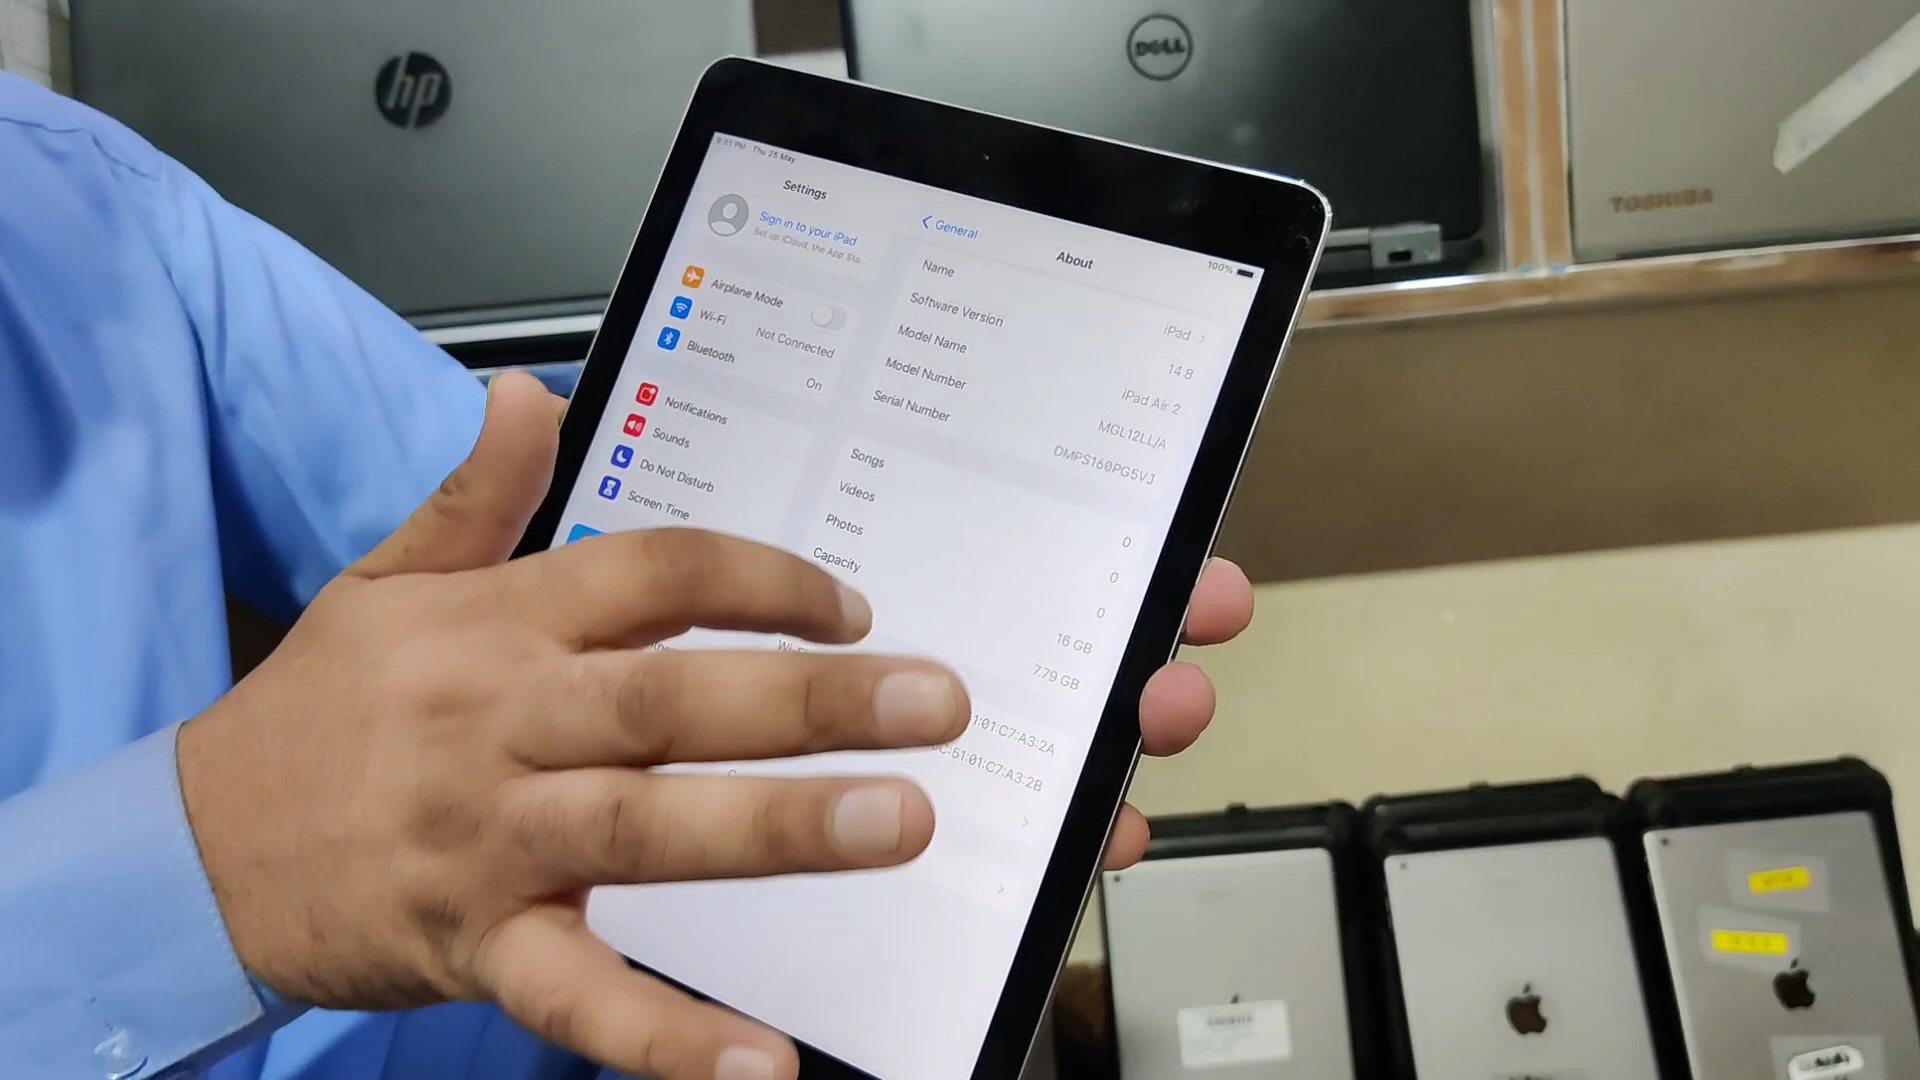 hp
DELL
TOSHIBA
9:51 PM Thu 25 May
100%
Settings
Sign in to your iPad
Set up iCloud, the App Sto...
Airplane Mode
Wi-Fi
Not Connected
Bluetooth
On
Notifications
Sounds
Do Not Disturb
Screen Time
General
About
Name
iPad
Software Version
14.8
Model Name
iPad Air 2
Model Number
MGL12LL/A
Serial Number
DMPS160PG5VJ
Songs
0
Videos
0
Photos
0
Capacity
16 GB
7.79 GB
1:01:C7:A3:2A
C:51:01:C7:A3:2B